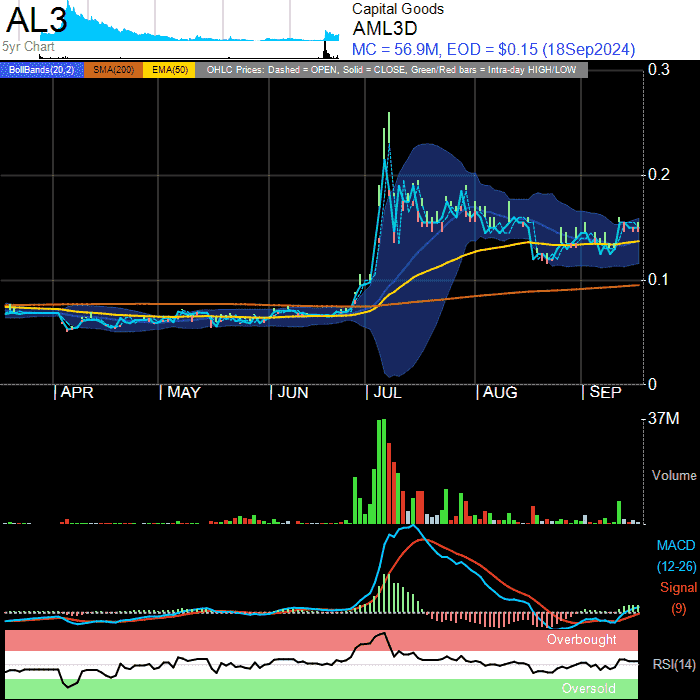 AL3
5yr Chart
Capital Goods
AML3D
MC = 56.9M, EOD = $0.15 (18Sep2024)
BollBands(20,2) SMA(200) EMA(50) OHLC Prices: Dashed = OPEN, Solid = CLOSE, Green/Red bars = Intra-day HIGH/LOW
0.3
0.2
0.1
0
APR MAY JUN JUL AUG SEP
37M
Volume
MACD
(12-26)
Signal
(9)
Overbought
RSI(14)
Oversold